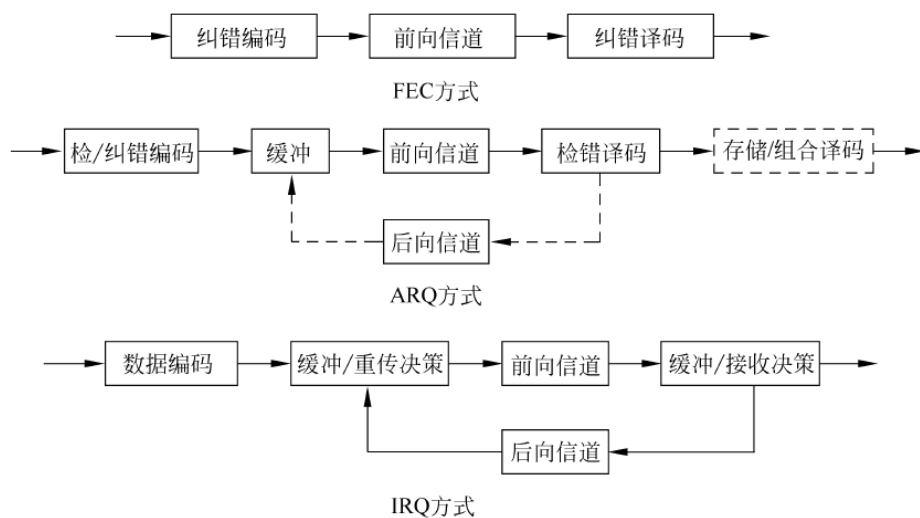 纠错编码 前向信道 纠错译码
FEC方式
检/纠错编码 缓冲 前向信道 检错译码 存储/组合译码
后向信道
ARQ方式
数据编码 缓冲/重传决策 前向信道 缓冲/接收决策
后向信道
IRQ方式